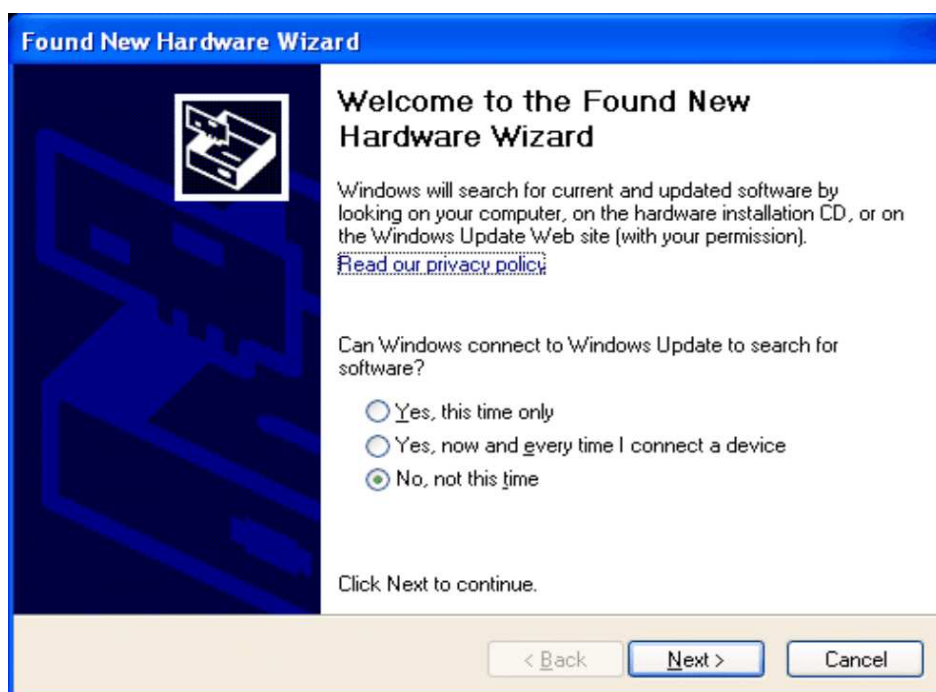 Found New Hardware Wizard
Welcome to the Found New
Hardware Wizard
Windows will search for current and updated software by
looking on your computer, on the hardware installation CD, or on
the Windows Update Web site (with your permission).
Read our privacy policy
Can Windows connect to Windows Update to search for
software?
Yes, this time only
Yes, now and every time I connect a device
No, not this time
Click Next to continue.
< Back
Next >
Cancel